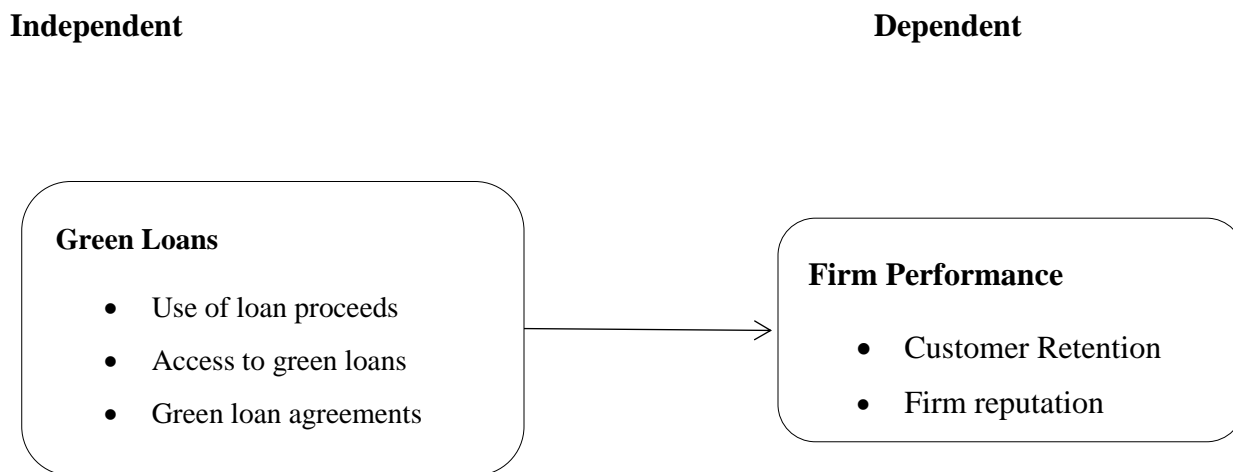 Independent
Dependent
Green Loans
• Use of loan proceeds
• Access to green loans
• Green loan agreements
Firm Performance
• Customer Retention
• Firm reputation